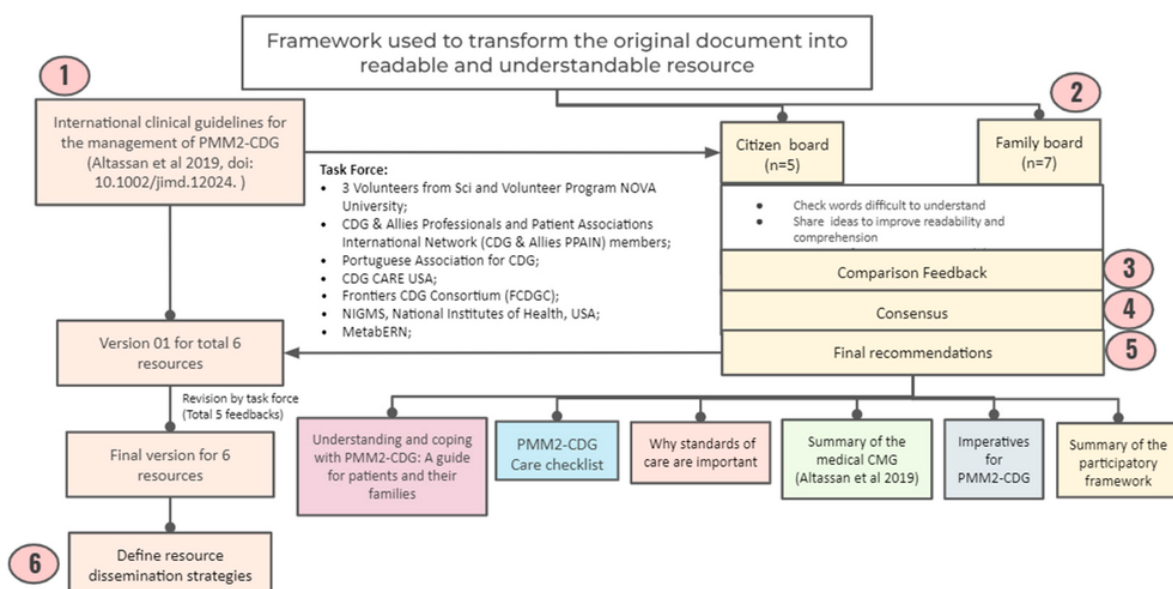 Framework used to transform the original document into
readable and understandable resource
1
International clinical guidelines for
the management of PMM2-CDG
(Altassan et al 2019, doi:
10.1002/jimd.12024. )
2
Citizen board
(n=5)
Family board
(n=7)
Task Force:
• 3 Volunteers from Sci and Volunteer Program NOVA
University;
• CDG & Allies Professionals and Patient Associations
International Network (CDG & Allies PPAIN) members;
• Portuguese Association for CDG;
• CDG CARE USA;
• Frontiers CDG Consortium (FCDGC);
• NIGMS, National Institutes of Health, USA;
• MetabERN;
• Check words difficult to understand
• Share ideas to improve readability and
comprehension
Comparison Feedback
3
Consensus
4
Final recommendations
5
Version 01 for total 6
resources
Revision by task force
(Total 5 feedbacks)
Final version for 6
resources
Understanding and coping
with PMM2-CDG: A guide
for patients and their
families
PMM2-CDG
Care checklist
Why standards of
care are important
Summary of the
medical CMG
(Altassan et al 2019)
Imperatives
for
PMM2-CDG
Summary of the
participatory
framework
6
Define resource
dissemination strategies